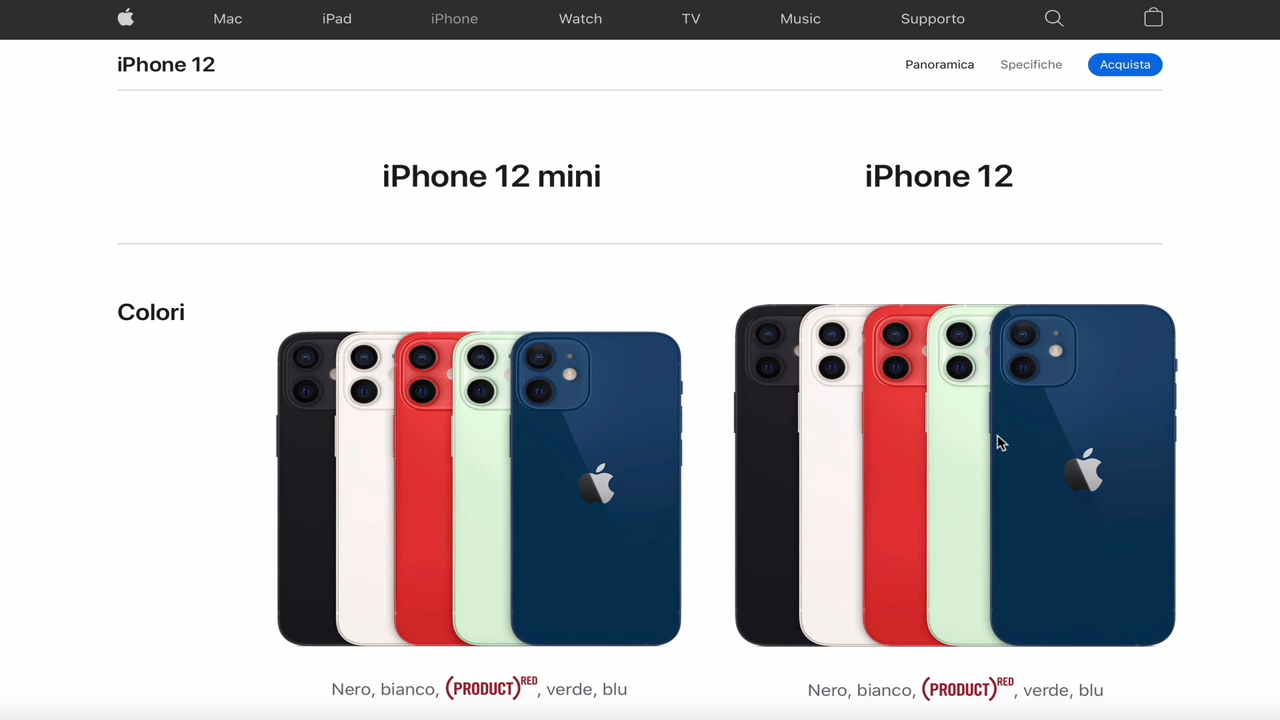 Mac iPad iPhone Watch TV Music Supporto
iPhone 12
Panoramica Specifiche Acquista
iPhone 12 mini iPhone 12
Colori
Nero, bianco, (PRODUCT)RED, verde, blu
Nero, bianco, (PRODUCT)RED, verde, blu